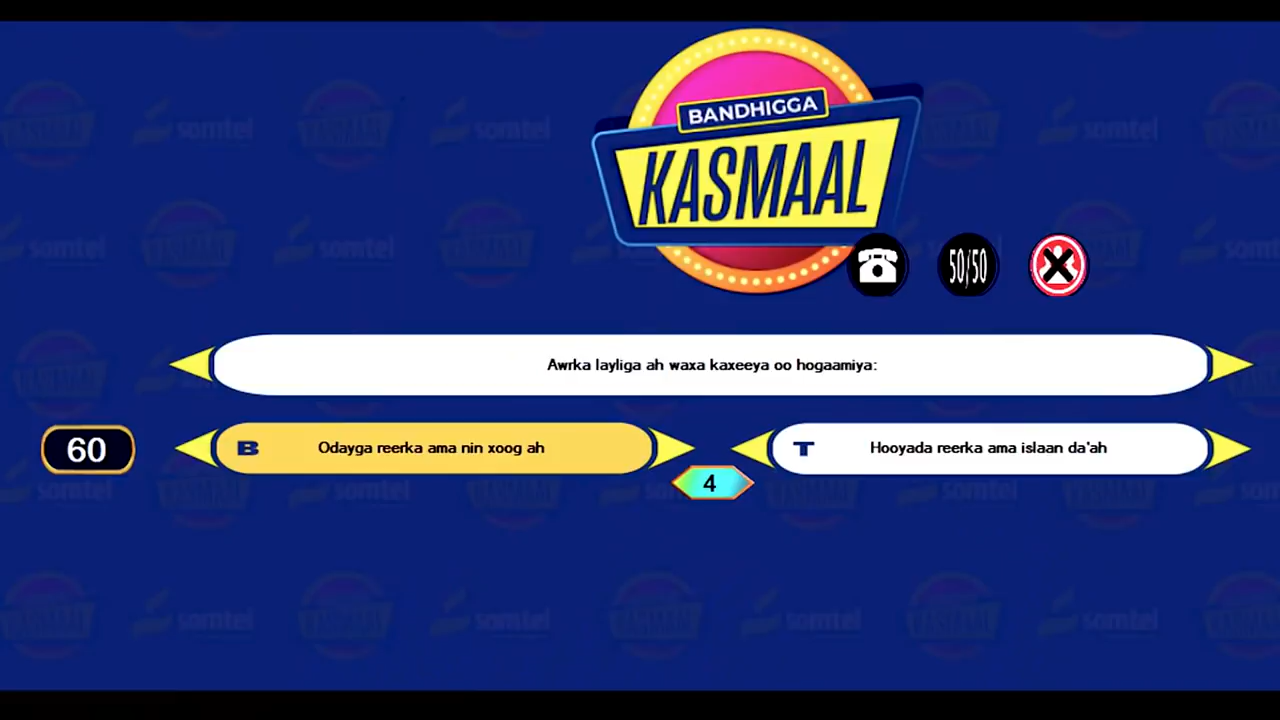 BANDHIGGA
KASMAAL
50/50
Awrka layliga ah waxa kaxeeya oo hogaamiya:
60
B Odayga reerka ama nin xoog ah
T Hooyada reerka ama islaan da'ah
4
somtel